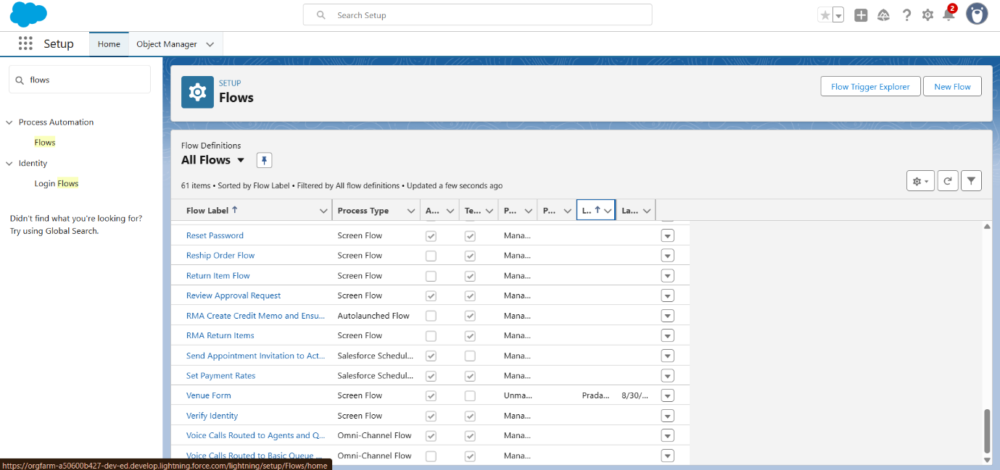 Search Setup
2
Setup
Home
Object Manager
flows
Process Automation
Flows
Identity
Login Flows
Didn't find what you're looking for?
Try using Global Search.
SETUP
Flows
Flow Trigger Explorer
New Flow
Flow Definitions
All Flows
61 items • Sorted by Flow Label • Filtered by All flow definitions • Updated a few seconds ago
Flow Label ↑ Process Type A... Te... P... P... L.. ↑ La...
Reset Password Screen Flow Mana...
Reship Order Flow Screen Flow Mana...
Return Item Flow Screen Flow Mana...
Review Approval Request Screen Flow Mana...
RMA Create Credit Memo and Ensu... Autolaunched Flow Mana...
RMA Return Items Screen Flow Mana...
Send Appointment Invitation to Act... Salesforce Schedul... Mana...
Set Payment Rates Salesforce Schedul... Mana...
Venue Form Screen Flow Unma... Prada... 8/30/...
Verify Identity Screen Flow Mana...
Voice Calls Routed to Agents and Q... Omni-Channel Flow Mana...
Voice Calls Routed to Basic Queue ... Omni-Channel Flow Mana...
https://orgfarm-a50600b427-dev-ed.develop.lightning.force.com/lightning/setup/Flows/home